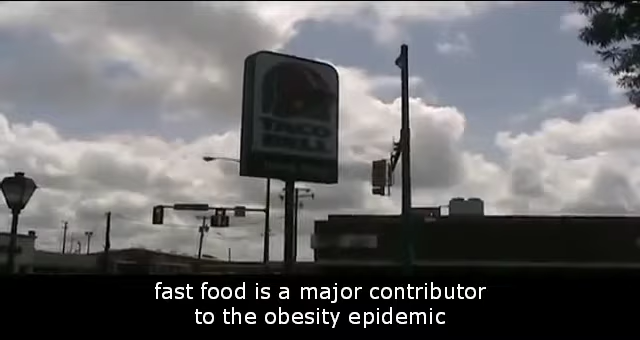 TACO
BELL
fast food is a major contributor
to the obesity epidemic